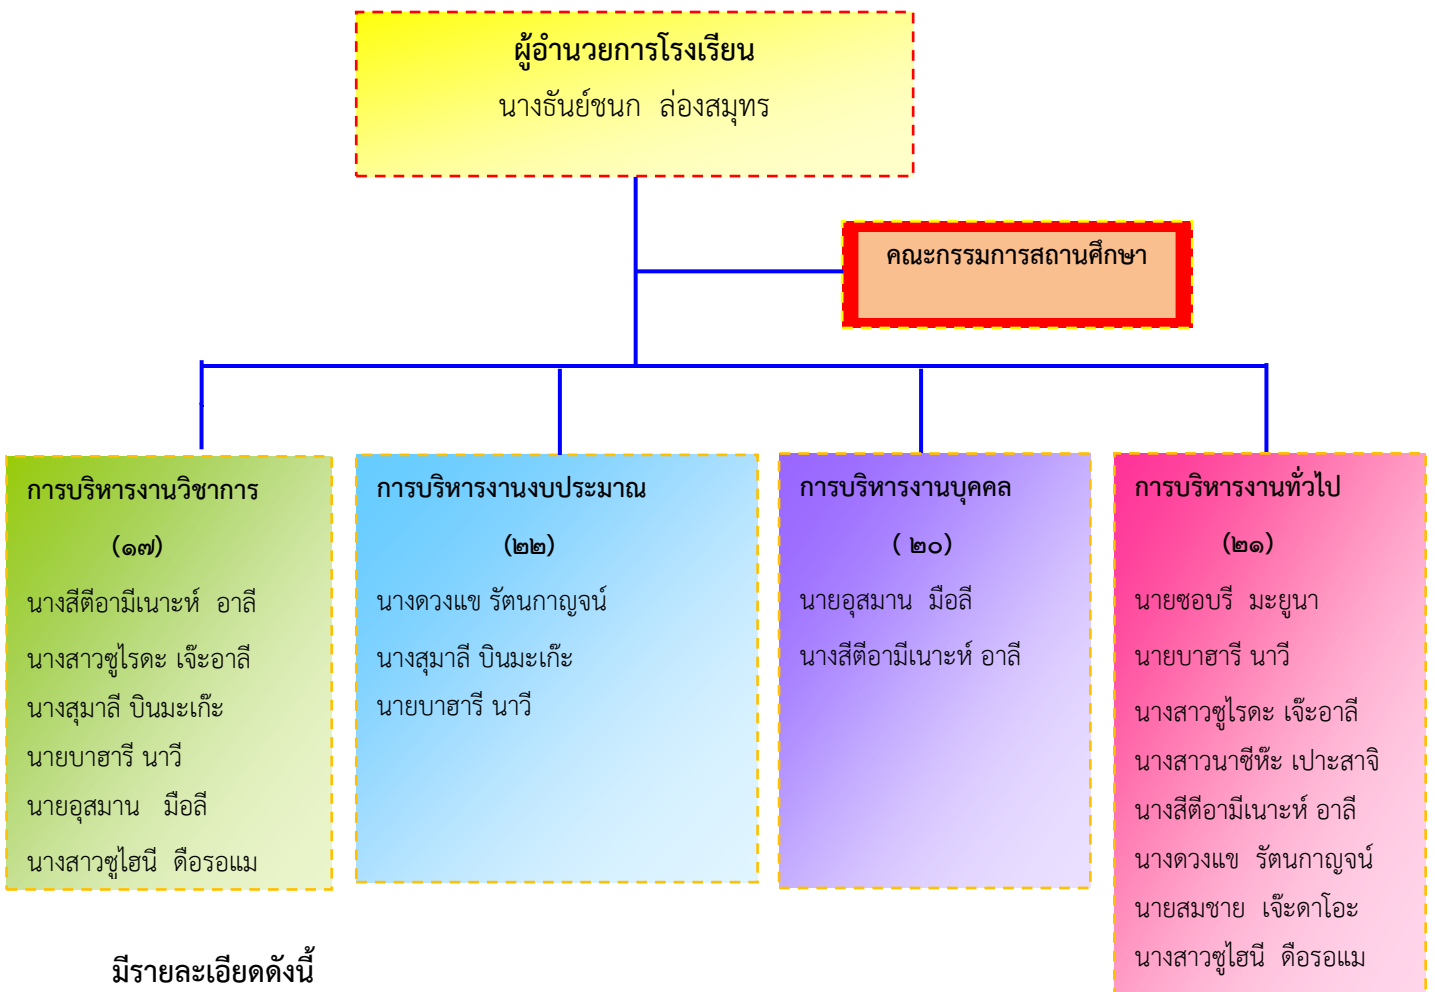 ผู้อำนวยการโรงเรียน
นางธันย์ชนก ล่องสมุทร
คณะกรรมการสถานศึกษา
การบริหารงานวิชาการ
(๑๗)
นางสีตีอามีเนาะห์ อาลี
นางสาวซูไรดะ เจ๊ะอาลี
นางสุมาลี บินมะเก๊ะ
นายบาฮารี นาวี
นายอุสมาน มือลี
นางสาวซูไฮนี ดือรอแม
การบริหารงานงบประมาณ
(๒๒)
นางดวงแข รัตนกาญจน์
นางสุมาลี บินมะเก๊ะ
นายบาฮารี นาวี
การบริหารงานบุคคล
( ๒๐)
นายอุสมาน มือลี
นางสีตีอามีเนาะห์ อาลี
การบริหารงานทั่วไป
(๒๑)
นายซอบรี มะยูนา
นายบาฮารี นาวี
นางสาวซูไรดะ เจ๊ะอาลี
นางสาวนาซีห๊ะ เปาะสาจิ
นางสีตีอามีเนาะห์ อาลี
นางดวงแข รัตนกาญจน์
นายสมชาย เจ๊ะดาโอะ
นางสาวซูไฮนี ดือรอแม
มีรายละเอียดดังนี้